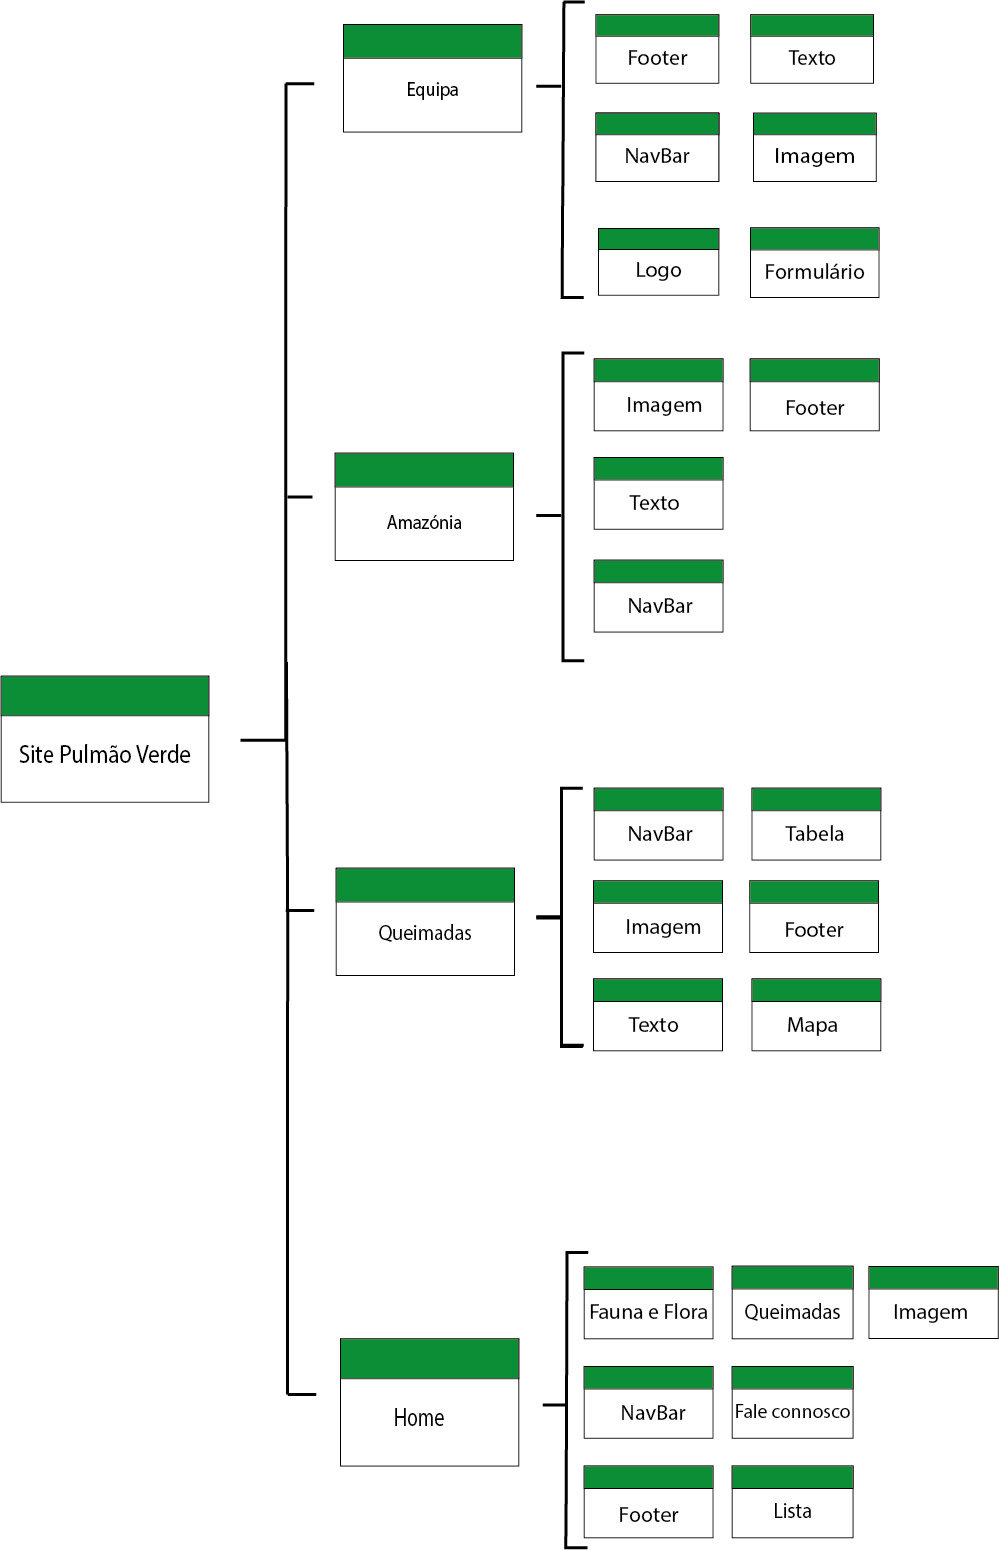 Site Pulmão Verde
Equipa
Footer
Texto
NavBar
Imagem
Logo
Formulário
Amazónia
Imagem
Footer
Texto
NavBar
Queimadas
NavBar
Tabela
Imagem
Footer
Texto
Mapa
Home
Fauna e Flora
Queimadas
Imagem
NavBar
Fale connosco
Footer
Lista